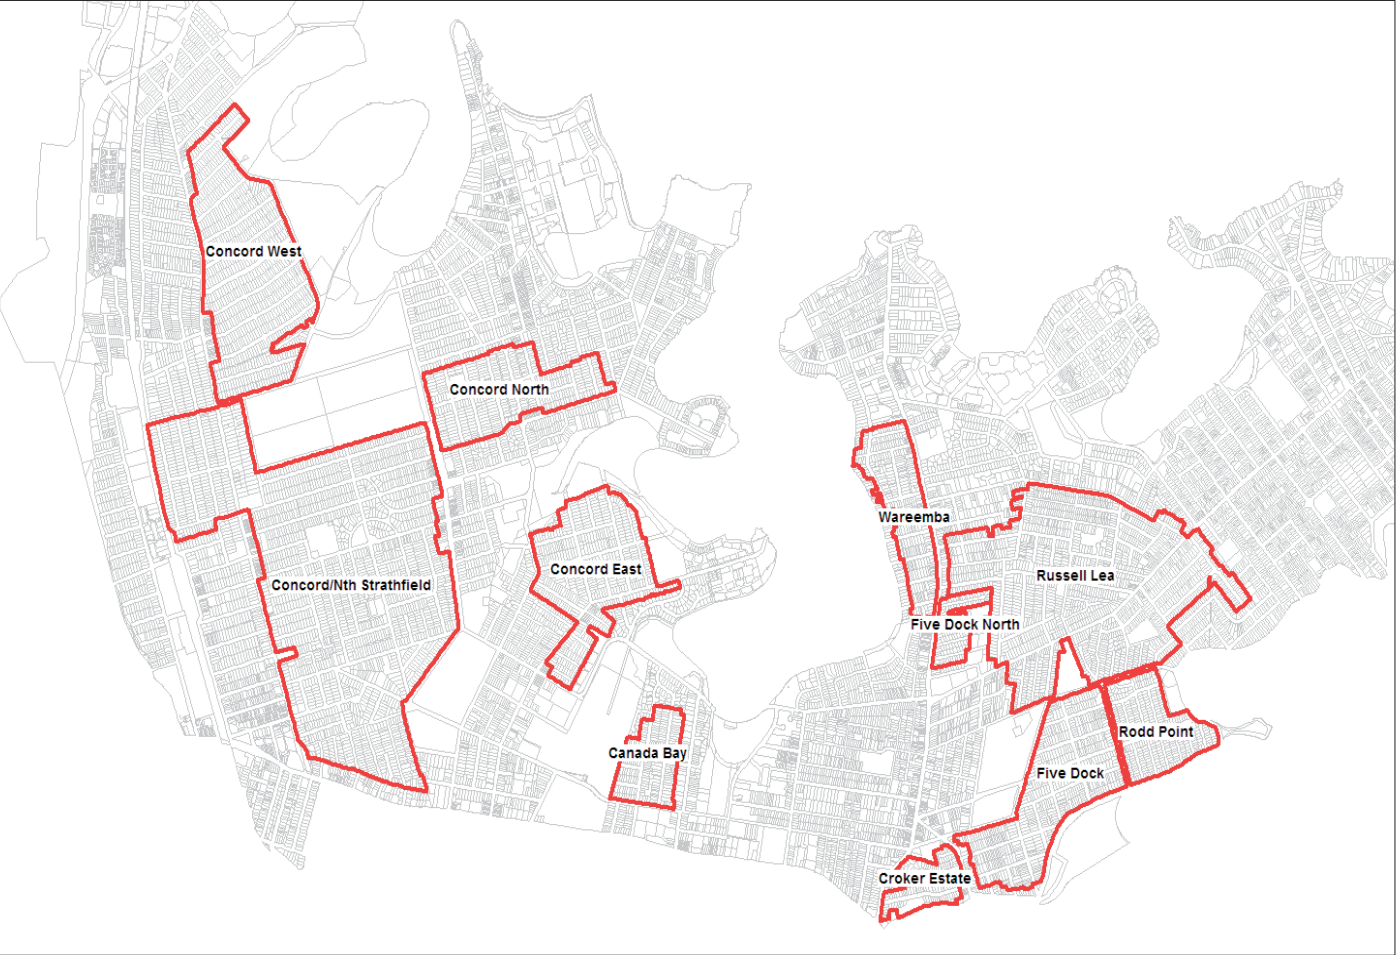 Concord West
Concord North
Wareemba
Concord East
Russell Lea
Concord/Nth Strathfield
Five Dock North
Rodd Point
Canada Bay
Five Dock
Croker Estate